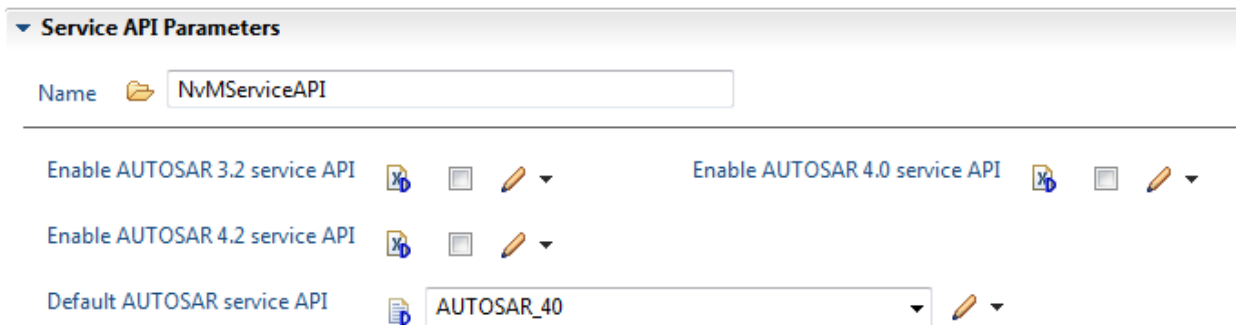 Service API Parameters
Name NvMServiceAPI
Enable AUTOSAR 3.2 service API Enable AUTOSAR 4.0 service API
Enable AUTOSAR 4.2 service API
Default AUTOSAR service API AUTOSAR_40